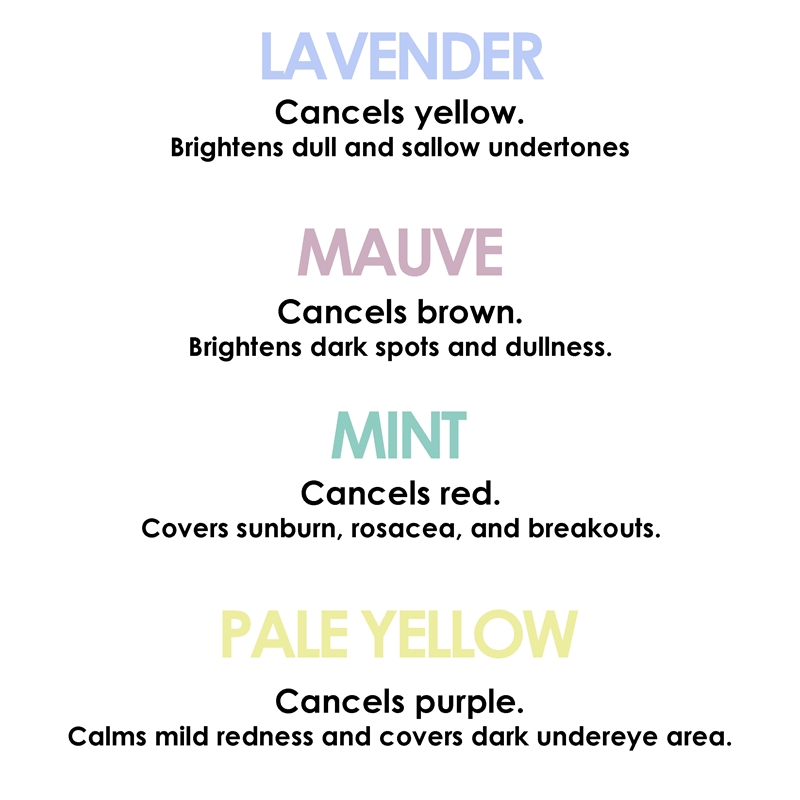 LAVENDER
Cancels yellow.
Brightens dull and sallow undertones
MAUVE
Cancels brown.
Brightens dark spots and dullness.
MINT
Cancels red.
Covers sunburn, rosacea, and breakouts.
PALE YELLOW
Cancels purple.
Calms mild redness and covers dark undereye area.